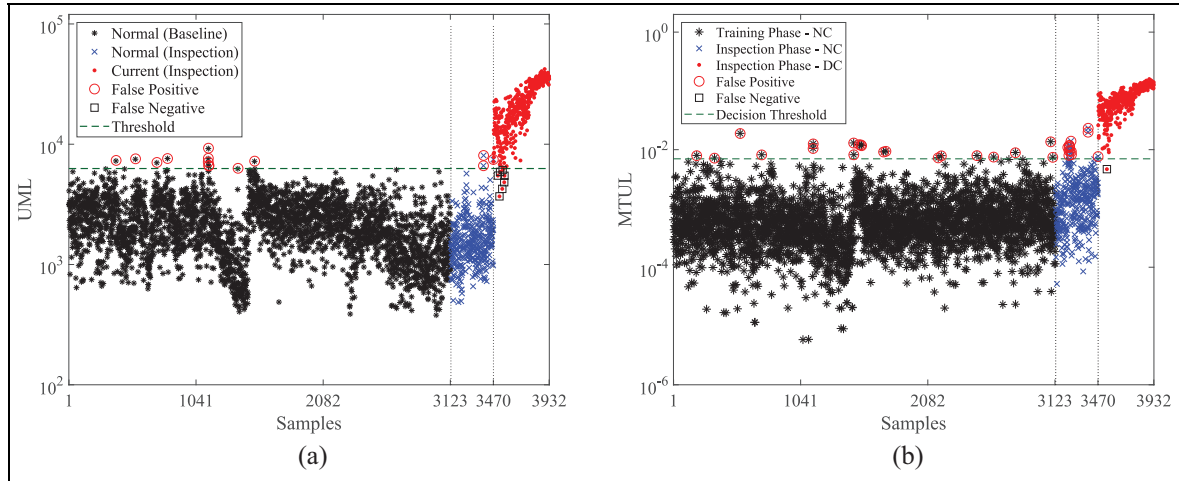 10^5
10^4
10^3
10^2
UML
Normal (Baseline)
Normal (Inspection)
Current (Inspection)
False Positive
False Negative
Threshold
1
1041
2082
3123
3470
3932
Samples
(a)
10^0
10^-2
10^-4
10^-6
MTUL
Training Phase - NC
Inspection Phase - NC
Inspection Phase - DC
False Positive
False Negative
Decision Threshold
1
1041
2082
3123
3470
3932
Samples
(b)